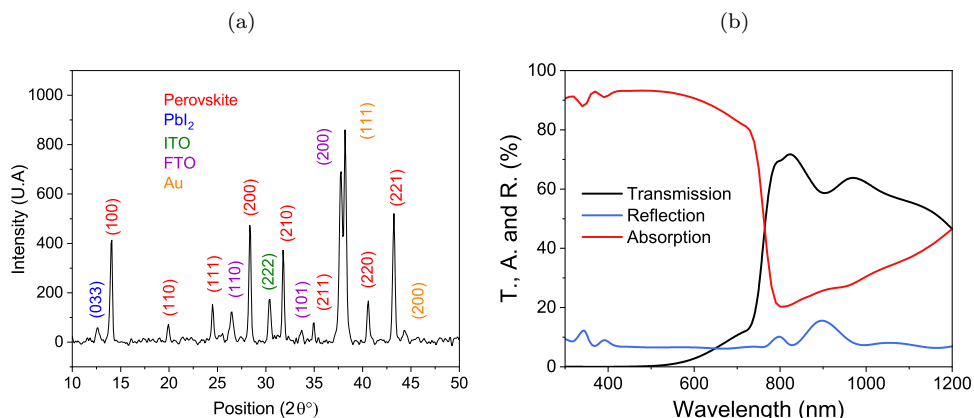 (a)
(b)
Intensity (U.A)
1000
800
600
400
200
0
10
15
20
25
30
35
40
45
50
Position (2θ°)
Perovskite
PbI₂
ITO
FTO
Au
(033)
(100)
(110)
(111)
(110)
(200)
(222)
(210)
(101)
(211)
(200)
(111)
(220)
(221)
(200)
T., A. and R. (%)
100
80
60
40
20
0
400
600
800
1000
1200
Wavelength (nm)
Transmission
Reflection
Absorption